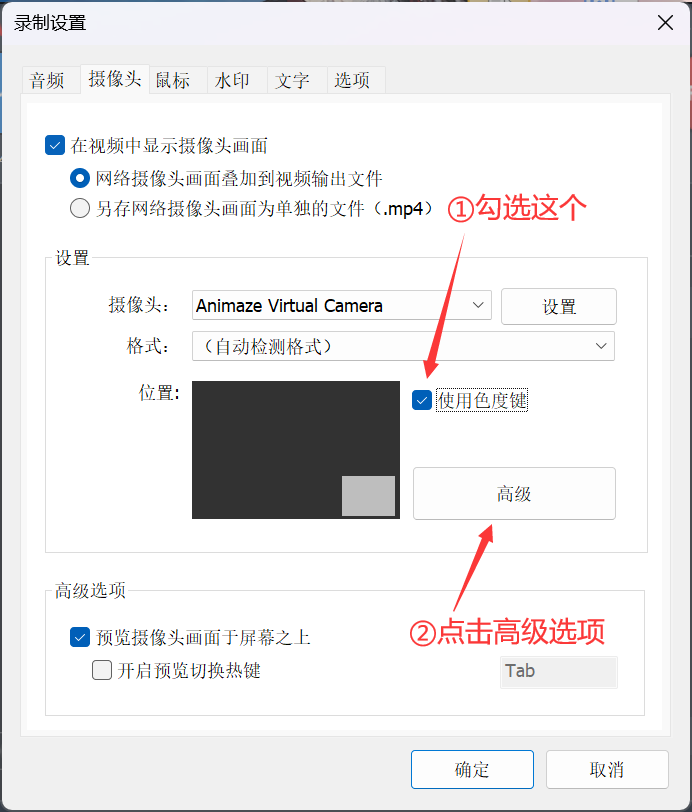 录制设置
音频 摄像头 鼠标 水印 文字 选项
在视频中显示摄像头画面
网络摄像头画面叠加到视频输出文件
另存网络摄像头画面为单独的文件（.mp4）
①勾选这个
设置
摄像头： Animaze Virtual Camera 设置
格式： （自动检测格式）
位置: 使用色度键
高级
②点击高级选项
高级选项
预览摄像头画面于屏幕之上
开启预览切换热键 Tab
确定 取消